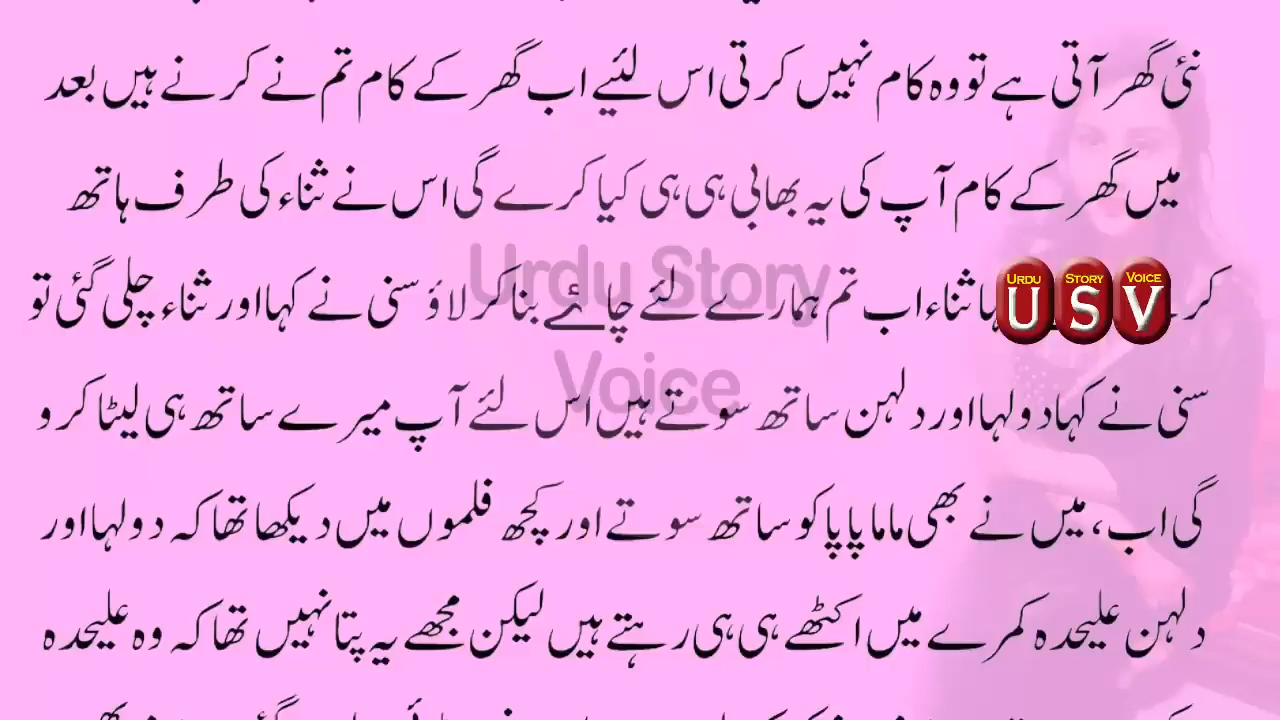 نئی گھر آتی ہے تو وہ کام نہیں کرتی اس لئیے اب گھر کے کام تم نے کرنے ہیں بعد
میں گھر کے کام آپ کی یہ بھابی ہی ہی کیا کرے گی اس نے ثناء کی طرف ہاتھ
کر ثناء اب تم ہمارے لئے چائے بنا کر لاؤ سنی نے کہا اور ثناء چلی گئی تو
سنی نے کہا دولہا اور دلہن ساتھ سوتے ہیں اس لئے آپ میرے ساتھ ہی لیٹا کرو
گی اب، میں نے بھی ماما پاپا کو ساتھ سوتے اور کچھ فلموں میں دیکھا تھا کہ دولہا اور
دلہن علیحدہ کمرے میں اکٹھے ہی ہی رہتے ہیں لیکن مجھے یہ پتا نہیں تھا کہ وہ علیحدہ
Urdu Story
Voice
URDU STORY VOICE
USV